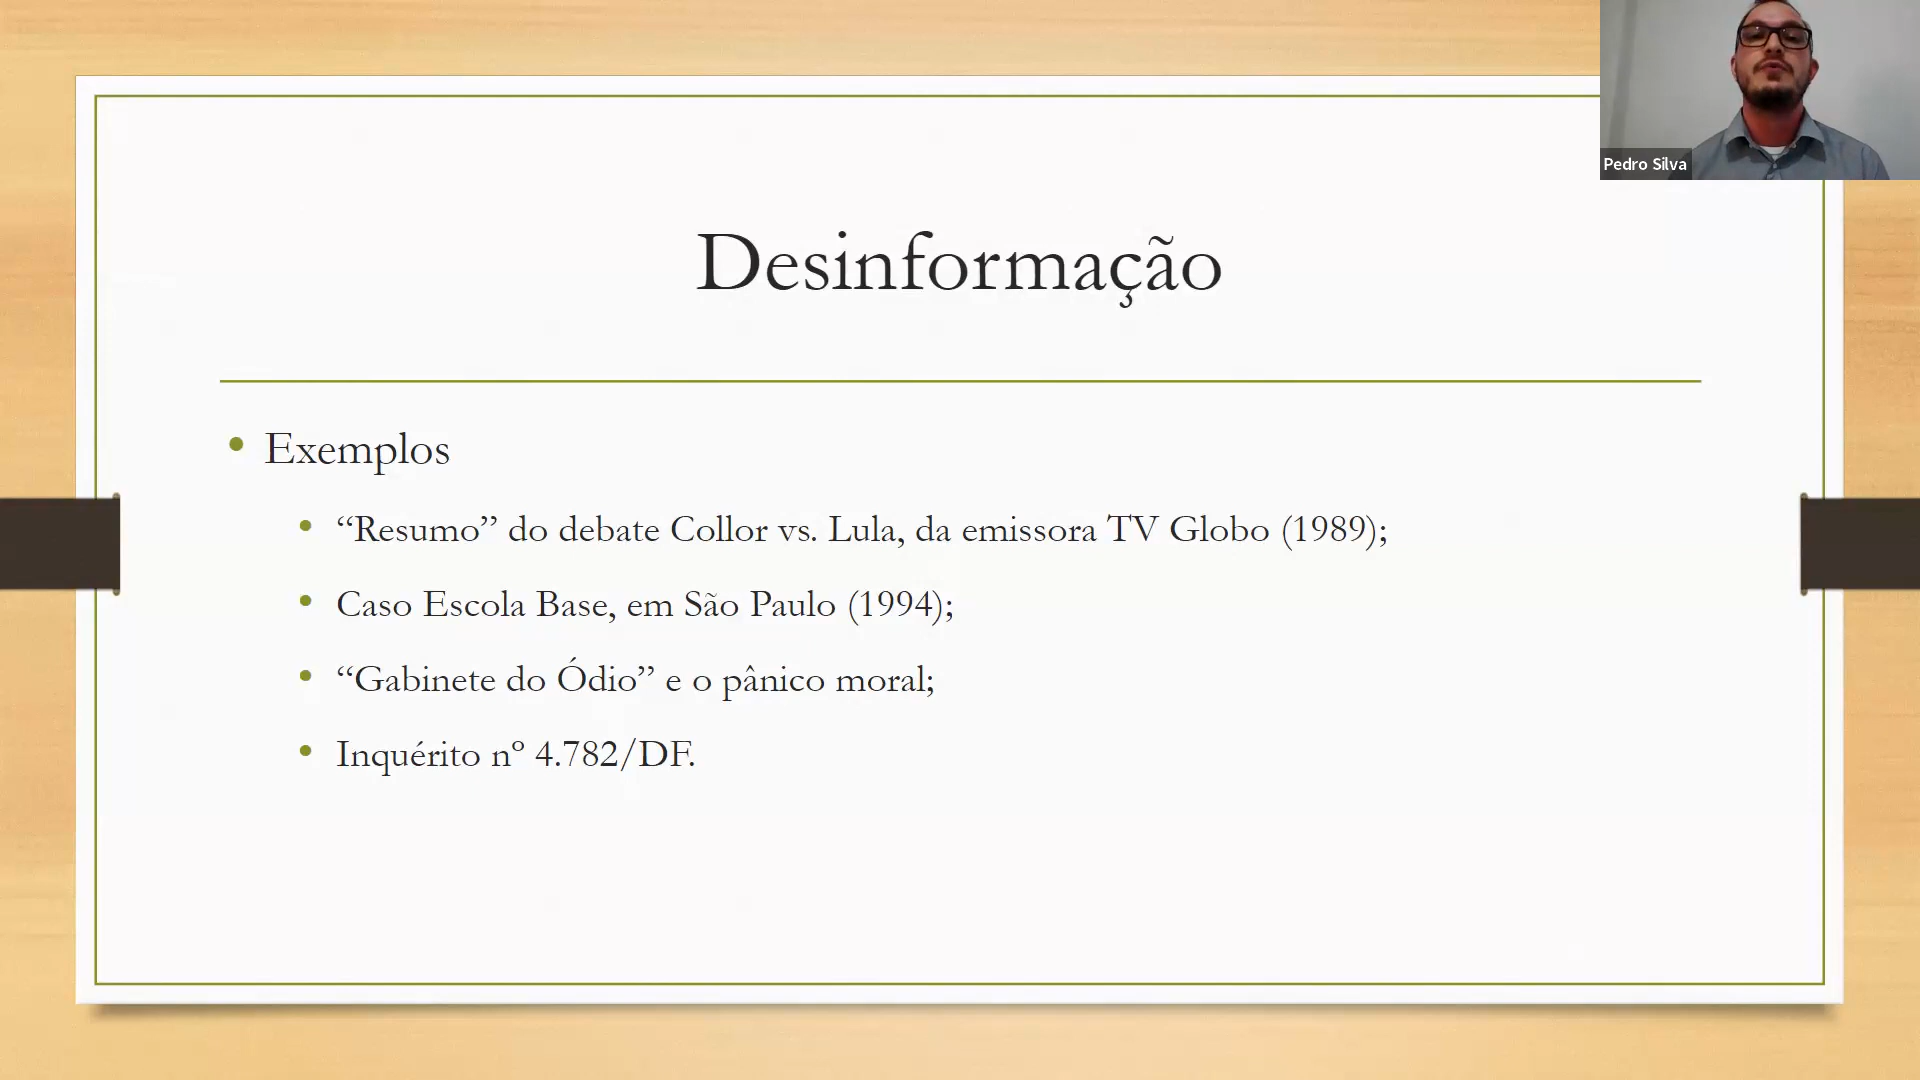 Pedro Silva
Desinformação
Exemplos
“Resumo” do debate Collor vs. Lula, da emissora TV Globo (1989);
Caso Escola Base, em São Paulo (1994);
“Gabinete do Ódio” e o pânico moral;
Inquérito nº 4.782/DF.